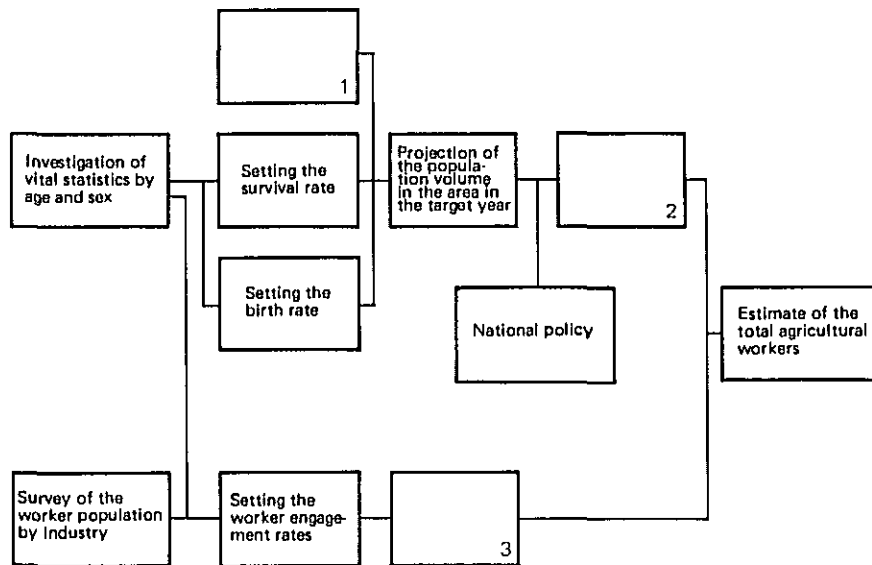 1
Investigation of
vital statistics by
age and sex
Setting the
survival rate
Projection of
the popula-
tion volume
in the area in
the target year
2
Setting the
birth rate
National policy
Estimate of the
total agricultural
workers
Survey of the
worker population
by Industry
Setting the
worker engage-
ment rates
3